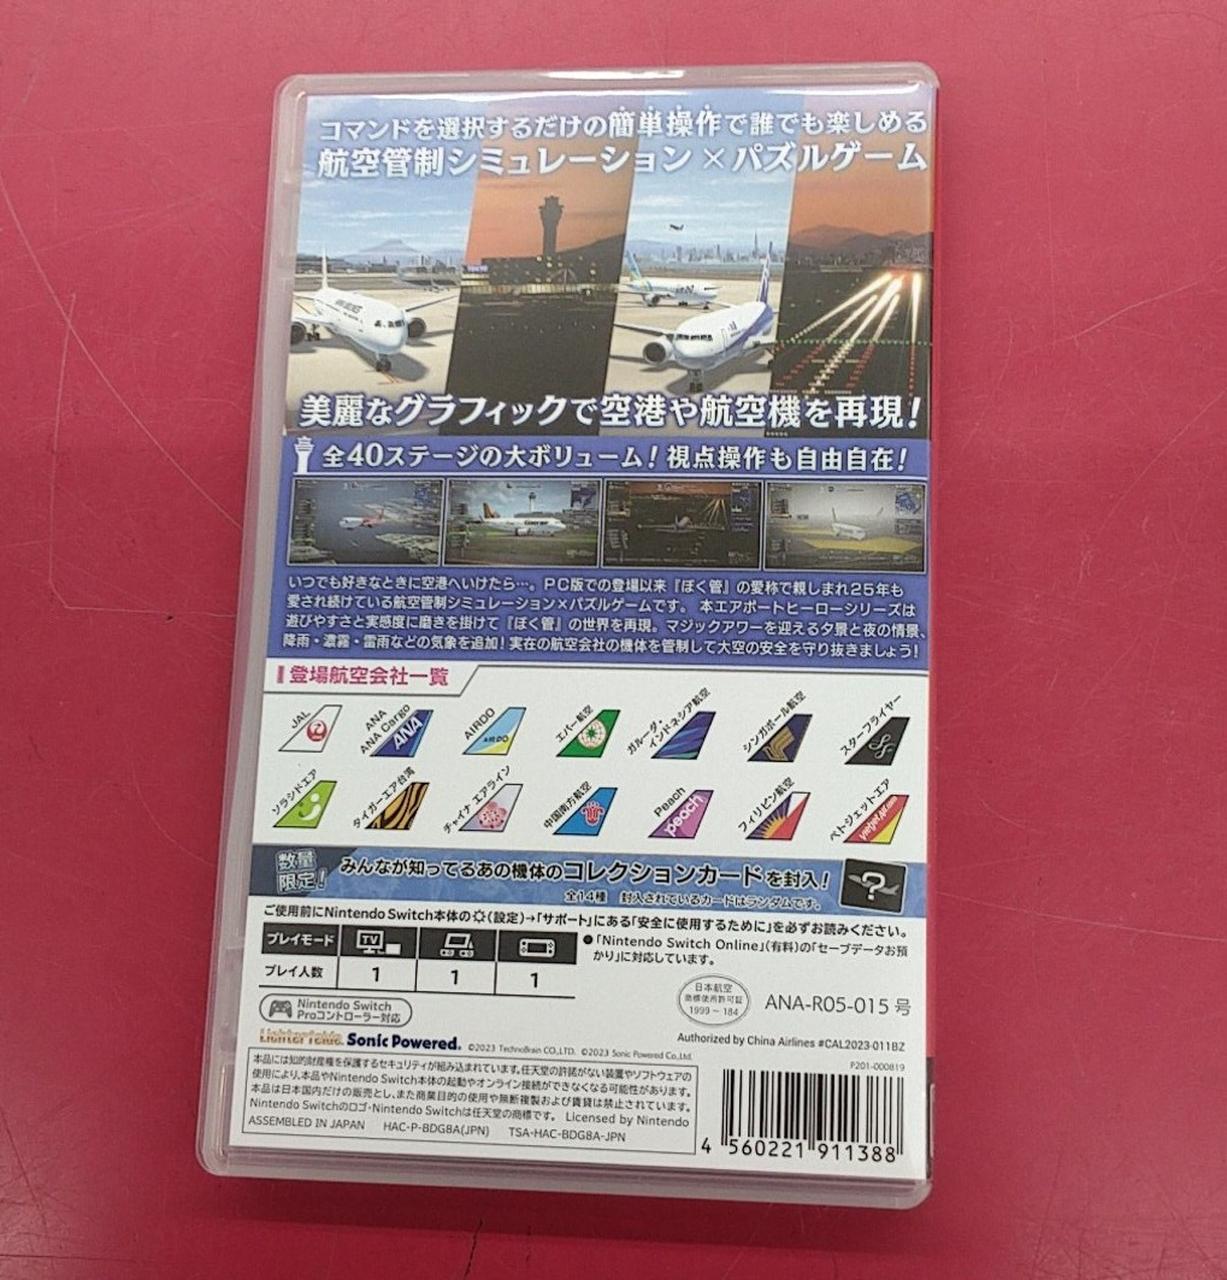 コマンドを選択するだけの簡単操作で誰でも楽しめる
航空管制シミュレーション×パズルゲーム
美麗なグラフィックで空港や航空機を再現!
全40ステージの大ボリューム!視点操作も自由自在!
いつでも好きなときに空港へいけたら…。PC版での登場以来『ぼく管』の愛称で親しまれ25年も
愛され続けている航空管制シミュレーション×パズルゲームです。本エアポートヒーローシリーズは
遊びやすさと実感度に磨きを掛けて『ぼく管』の世界を再現。マジックアワーを迎える夕景と夜の情景、
降雨・濃霧・雷雨などの気象を追加!実在の航空会社の機体を管制して大空の安全を守り抜きましょう!
登場航空会社一覧
JAL
ANA
ANA Cargo
ANA
AIRDO
AIR DO
エバー航空
ガルーダ・
インドネシア航空
シンガポール航空
スターフライヤー
ソラシドエア
タイガーエア台湾
チャイナ エアライン
中国南方航空
Peach
peach
フィリピン航空
ベトジェットエア
vietjetair.com
数量
限定!
みんなが知ってるあの機体のコレクションカードを封入!
全14種 封入されているカードはランダムです。
?
ご使用前にNintendo Switch本体の(設定)→「サポート」にある「安全に使用するために」を必ずお読みください。
プレイモード
TV
プレイ人数 1 1 1
●「Nintendo Switch Online」(有料)の「セーブデータお預
かり」に対応しています。
Nintendo Switch
Proコントローラー対応
日本航空
商標使用許可証
1999－184
ANA-R05-015 号
Sonic Powered.
©2023 TechnoBrain CO.,LTD. ©2023 Sonic Powered Co.,Ltd.
Authorized by China Airlines #CAL2023-011BZ
P201-000819
本品には知的財産権を保護するセキュリティが組み込まれています。任天堂の許諾がない装置やソフトウェアの
使用により、本品やNintendo Switch本体の起動やオンライン接続ができなくなる可能性があります。
本品は日本国内だけの販売とし、また商業目的の使用や無断複製および賃貸は禁止されています。
Nintendo Switchのロゴ・Nintendo Switchは任天堂の商標です。 Licensed by Nintendo
ASSEMBLED IN JAPAN HAC-P-BDG8A(JPN) TSA-HAC-BDG8A-JPN
4 560221 911388